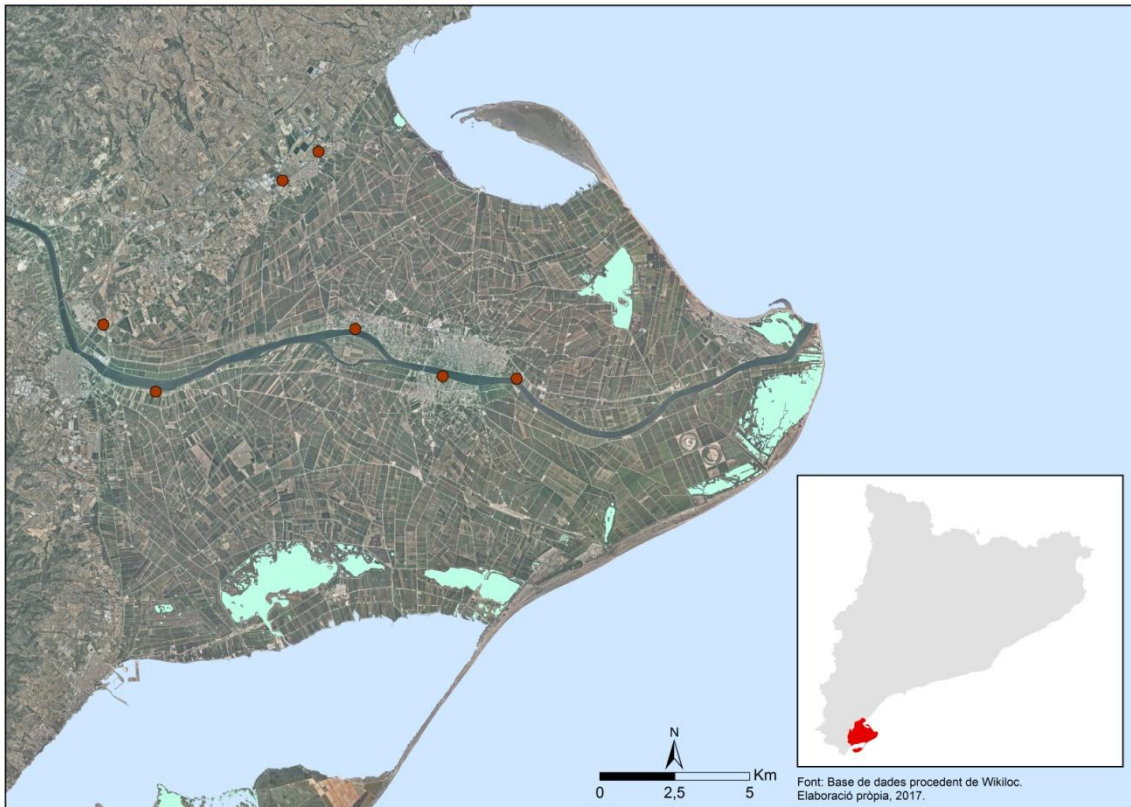 N
Km
0 2,5 5
Font: Base de dades procedent de Wikiloc.
Elaboració pròpia, 2017.